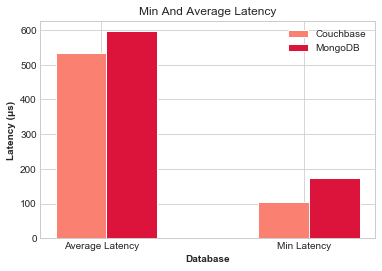 Min And Average Latency
Couchbase
MongoDB
600
500
400
300
200
100
0
Latency (µs)
Average Latency
Min Latency
Database